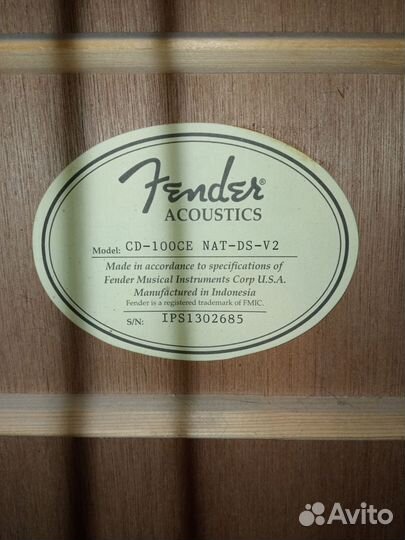 Fender®
ACOUSTICS
Model: CD-100CE NAT-DS-V2
Made in accordance to specifications of
Fender Musical Instruments Corp U.S.A.
Manufactured in Indonesia
Fender is a registered trademark of FMIC.
S/N: IPS1302685
Avito